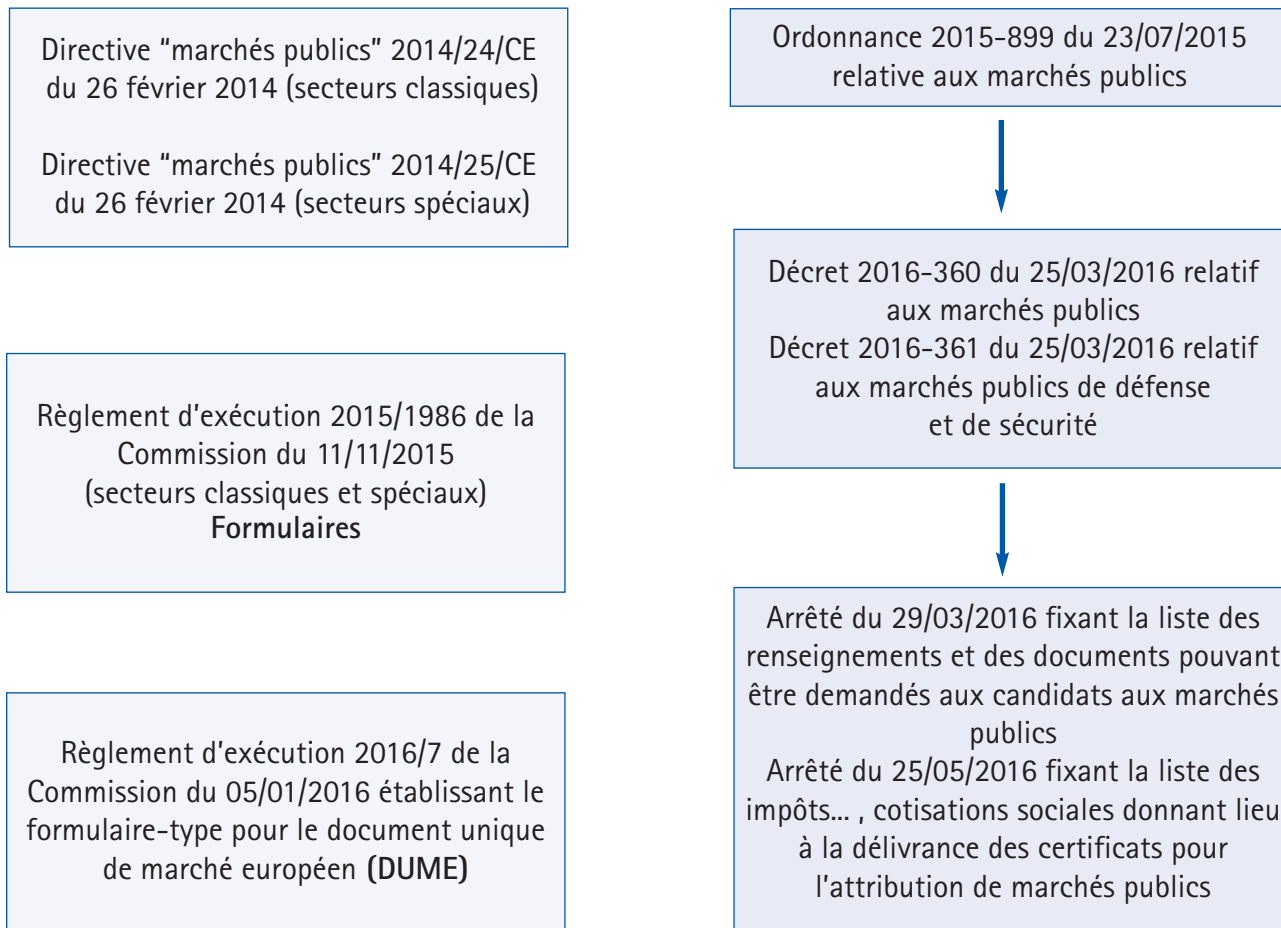 Directive "marchés publics" 2014/24/CE
du 26 février 2014 (secteurs classiques)
Directive "marchés publics" 2014/25/CE
du 26 février 2014 (secteurs spéciaux)
Règlement d'exécution 2015/1986 de la
Commission du 11/11/2015
(secteurs classiques et spéciaux)
Formulaires
Règlement d'exécution 2016/7 de la
Commission du 05/01/2016 établissant le
formulaire-type pour le document unique
de marché européen (DUME)
Ordonnance 2015-899 du 23/07/2015
relative aux marchés publics
Décret 2016-360 du 25/03/2016 relatif
aux marchés publics
Décret 2016-361 du 25/03/2016 relatif
aux marchés publics de défense
et de sécurité
Arrêté du 29/03/2016 fixant la liste des
renseignements et des documents pouvant
être demandés aux candidats aux marchés
publics
Arrêté du 25/05/2016 fixant la liste des
impôts... , cotisations sociales donnant lieu
à la délivrance des certificats pour
l'attribution de marchés publics